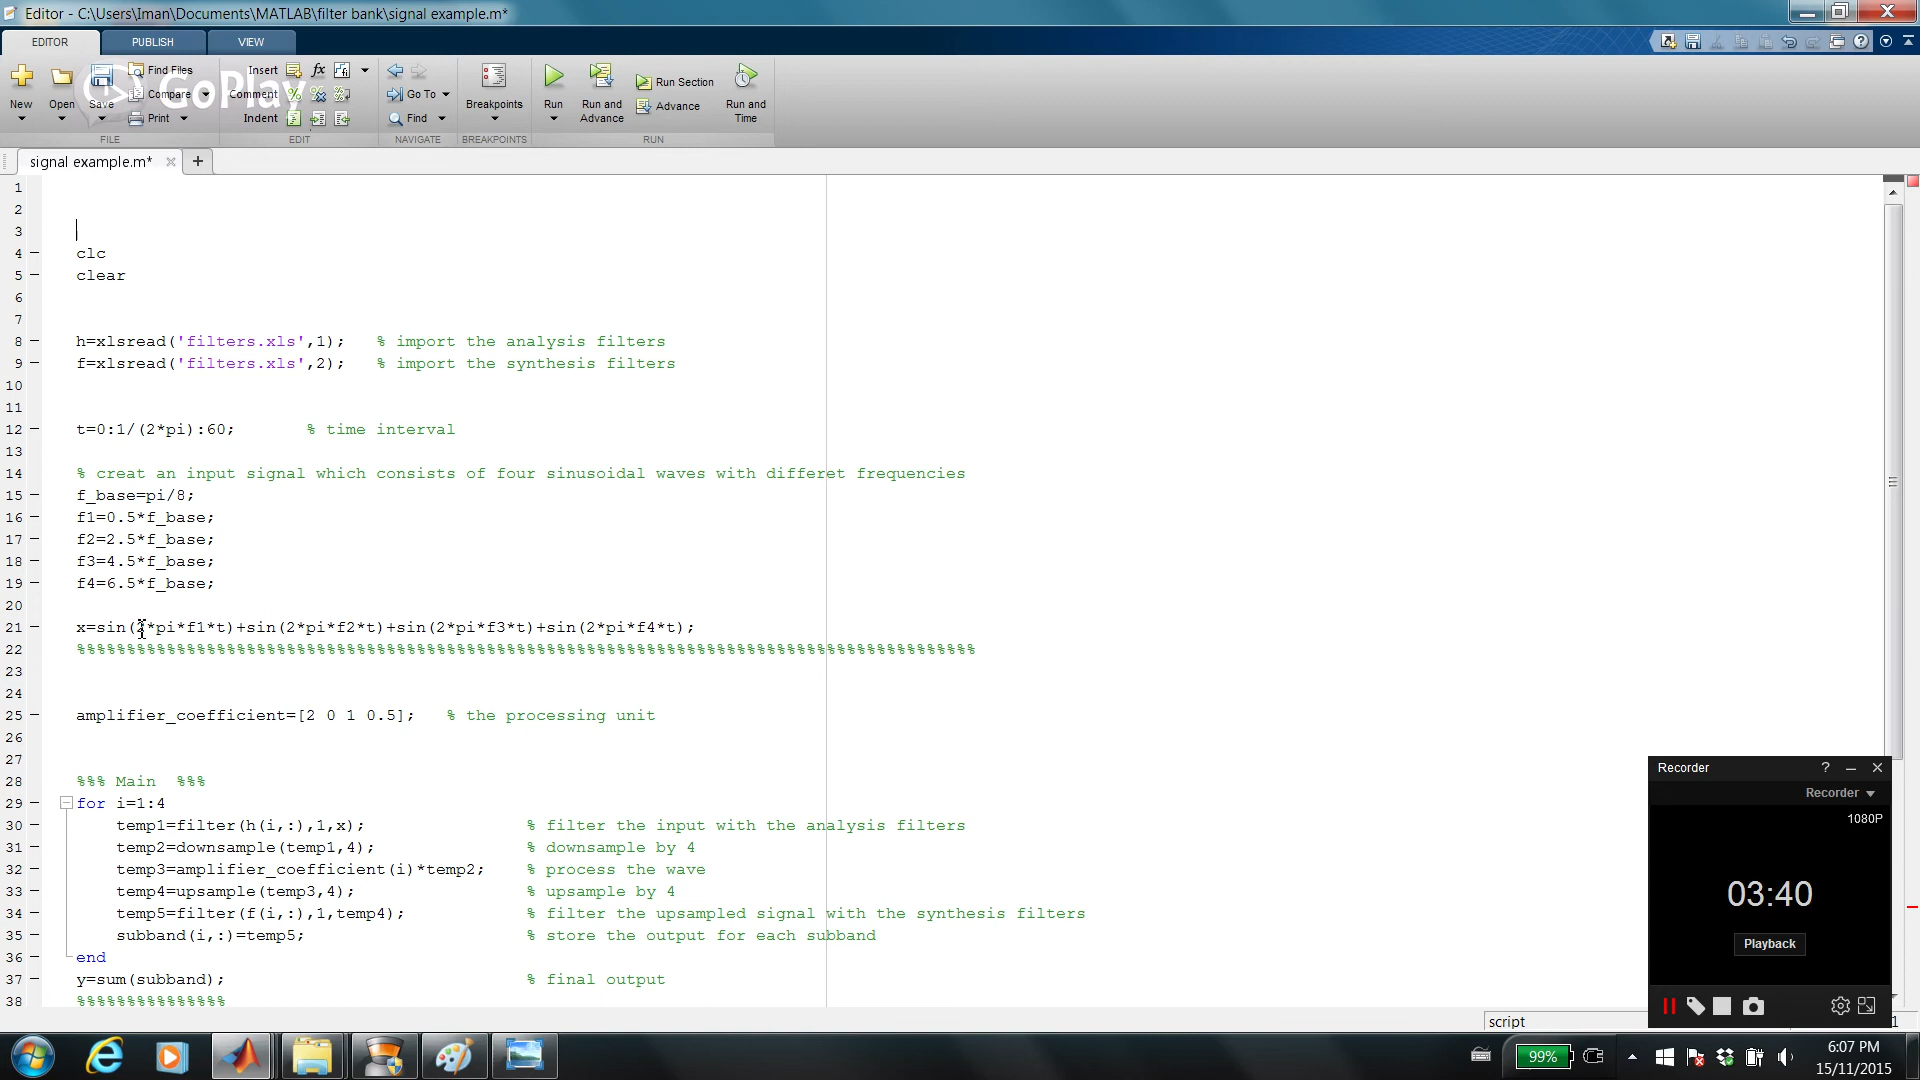 Editor - C:\Users\Iman\Documents\MATLAB\filter bank\signal example.m*
EDITOR PUBLISH VIEW
New Open Save Find Files Compare Print
FILE
Insert fx
Comment
Indent
EDIT
Go To
Find
NAVIGATE
Breakpoints
BREAKPOINTS
Run Run and Advance Run Section Advance Run and Time
RUN
GoPlay
signal example.m* × +
1
2
3
4 – clc
5 – clear
6
7
8 – h=xlsread('filters.xls',1); % import the analysis filters
9 – f=xlsread('filters.xls',2); % import the synthesis filters
10
11
12 – t=0:1/(2*pi):60; % time interval
13
14 % creat an input signal which consists of four sinusoidal waves with differet frequencies
15 – f_base=pi/8;
16 – f1=0.5*f_base;
17 – f2=2.5*f_base;
18 – f3=4.5*f_base;
19 – f4=6.5*f_base;
20
21 – x=sin(2*pi*f1*t)+sin(2*pi*f2*t)+sin(2*pi*f3*t)+sin(2*pi*f4*t);
22 %%%%%%%%%%%%%%%%%%%%%%%%%%%%%%%%%%%%%%%%%%%%%%%%%%%%%%%%%%%%%%%%%%%%%%%%%%%%%%%%%%%%%%%%%%%%
23
24
25 – amplifier_coefficient=[2 0 1 0.5]; % the processing unit
26
27
28 %%% Main %%%
29 – for i=1:4
30 – temp1=filter(h(i,:),1,x); % filter the input with the analysis filters
31 – temp2=downsample(temp1,4); % downsample by 4
32 – temp3=amplifier_coefficient(i)*temp2; % process the wave
33 – temp4=upsample(temp3,4); % upsample by 4
34 – temp5=filter(f(i,:),1,temp4); % filter the upsampled signal with the synthesis filters
35 – subband(i,:)=temp5; % store the output for each subband
36 – end
37 – y=sum(subband); % final output
38 %%%%%%%%%%%%%%%
Recorder ? – ×
Recorder
1080P
03:40
Playback
script 1
99%
6:07 PM
15/11/2015